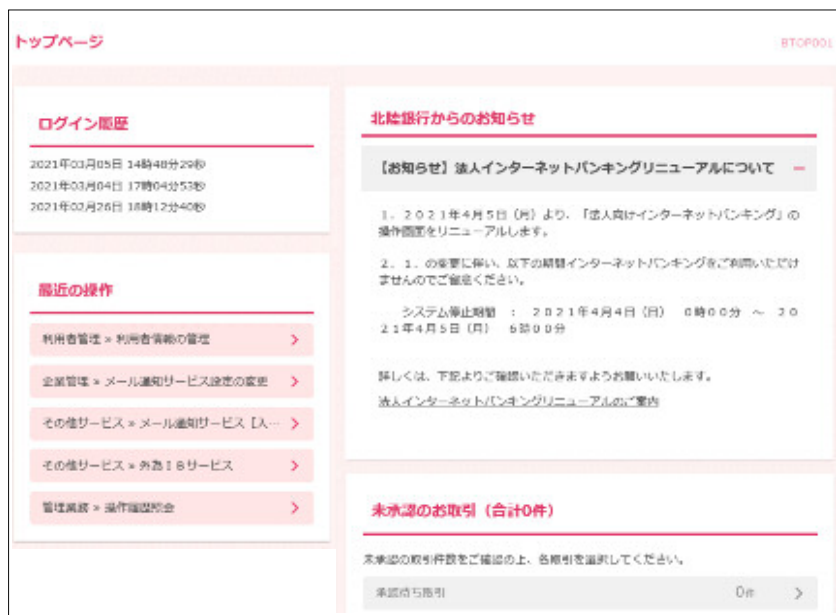 トップページ
BTOP001
ログイン履歴
2021年03月05日 14時48分29秒
2021年03月04日 17時04分53秒
2021年02月26日 18時12分40秒
最近の操作
利用者管理 » 利用者情報の管理
企業管理 » メール通知サービス設定の変更
その他サービス » メール通知サービス【入…
その他サービス » 外為IBサービス
管理業務 » 操作履歴照会
北陸銀行からのお知らせ
【お知らせ】法人インターネットバンキングリニューアルについて
1．2021年4月5日（月）より、「法人向けインターネットバンキング」の
操作画面をリニューアルします。
2．1．の変更に伴い、以下の期間インターネットバンキングをご利用いただけ
ませんのでご留意ください。
システム停止期間 ： 2021年4月4日（日） 0時00分 ～ 20
21年4月5日（月） 6時00分
詳しくは、下記よりご確認いただきますようお願いいたします。
法人インターネットバンキングリニューアルのご案内
未承認のお取引（合計0件）
未承認の取引件数をご確認の上、各取引を選択してください。
承認待ち取引 0件